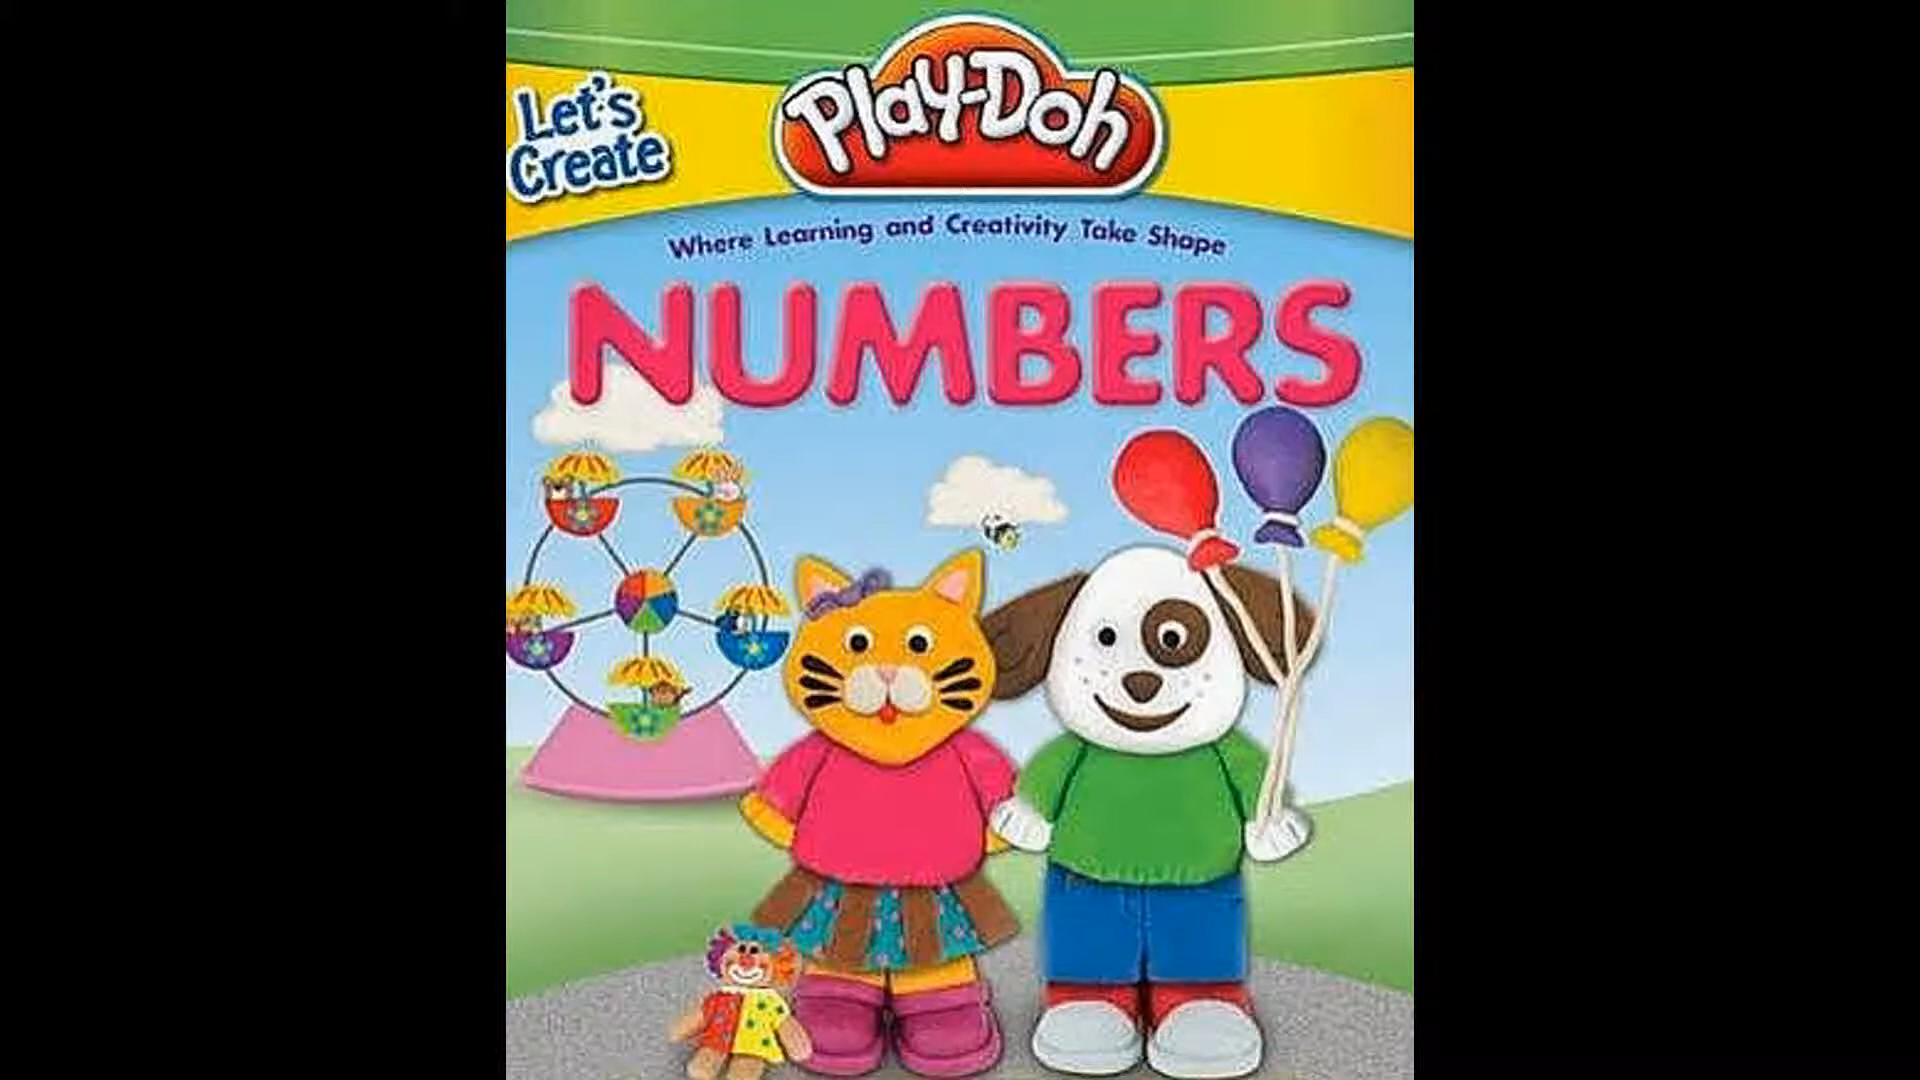 Play-Doh
Let's
Create
Where Learning and Creativity Take Shape
NUMBERS